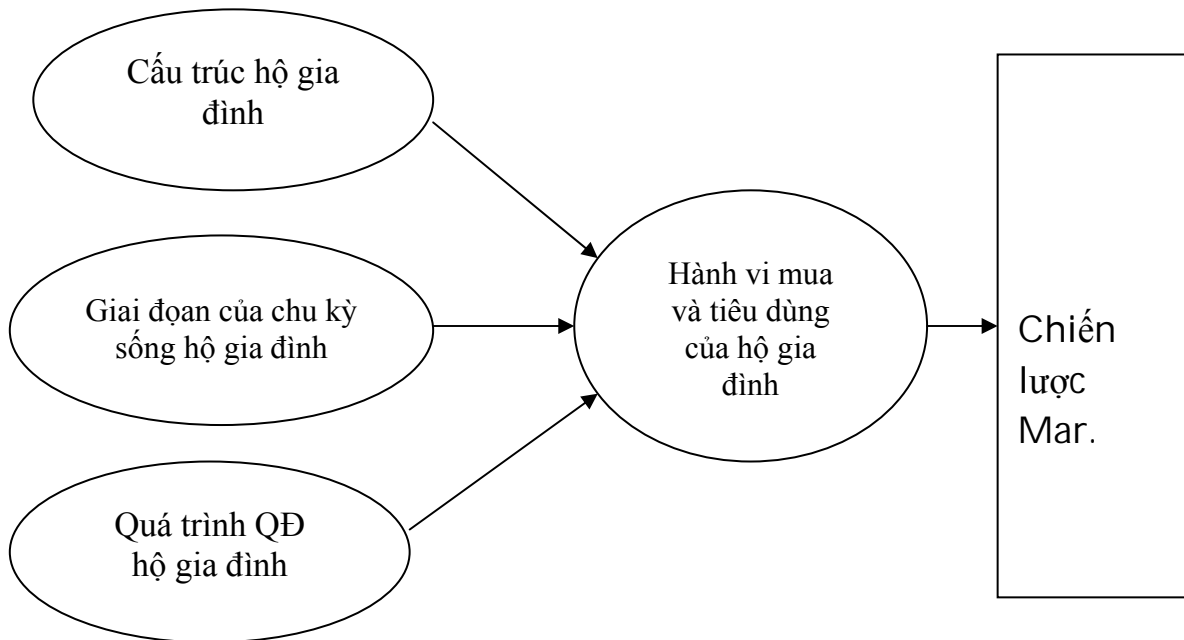 Cấu trúc hộ gia
đình
Giai đọan của chu kỳ
sống hộ gia đình
Quá trình QĐ
hộ gia đình
Hành vi mua
và tiêu dùng
của hộ gia
đình
Chiến
lược
Mar.